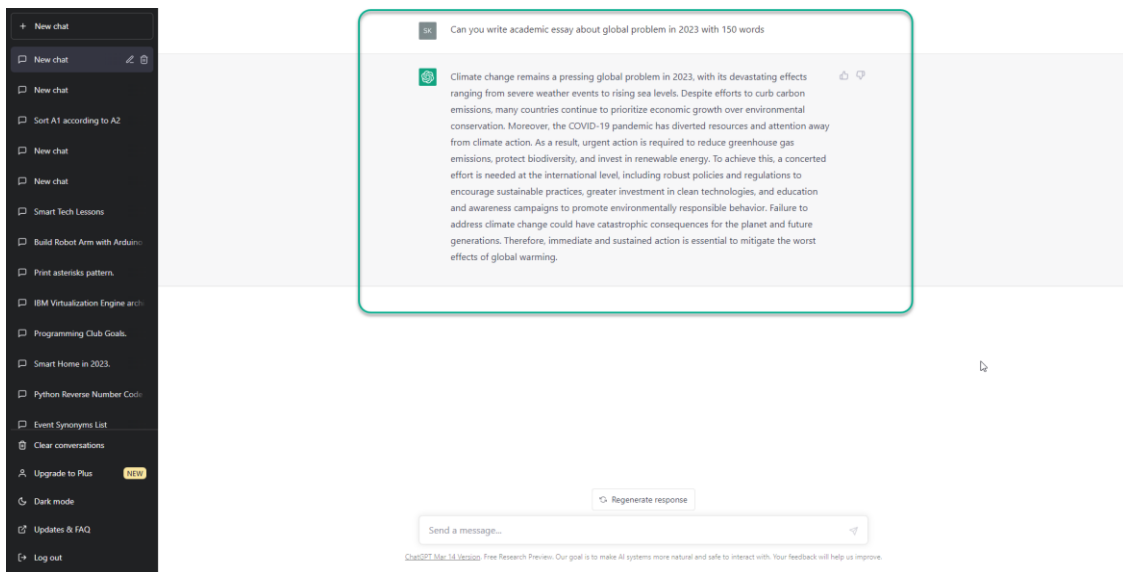 + New chat
New chat
New chat
Sort A1 according to A2
New chat
New chat
Smart Tech Lessons
Build Robot Arm with Arduino
Print asterisks pattern.
IBM Virtualization Engine archi
Programming Club Goals.
Smart Home in 2023.
Python Reverse Number Code
Event Synonyms List
Clear conversations
Upgrade to Plus NEW
Dark mode
Updates & FAQ
Log out
SK Can you write academic essay about global problem in 2023 with 150 words
Climate change remains a pressing global problem in 2023, with its devastating effects
ranging from severe weather events to rising sea levels. Despite efforts to curb carbon
emissions, many countries continue to prioritize economic growth over environmental
conservation. Moreover, the COVID-19 pandemic has diverted resources and attention away
from climate action. As a result, urgent action is required to reduce greenhouse gas
emissions, protect biodiversity, and invest in renewable energy. To achieve this, a concerted
effort is needed at the international level, including robust policies and regulations to
encourage sustainable practices, greater investment in clean technologies, and education
and awareness campaigns to promote environmentally responsible behavior. Failure to
address climate change could have catastrophic consequences for the planet and future
generations. Therefore, immediate and sustained action is essential to mitigate the worst
effects of global warming.
Regenerate response
Send a message...
ChatGPT Mar 14 Version. Free Research Preview. Our goal is to make AI systems more natural and safe to interact with. Your feedback will help us improve.